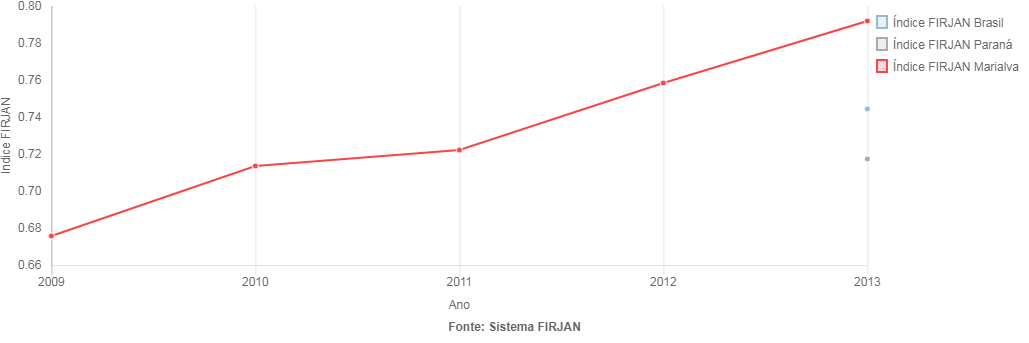 0.80
0.78
0.76
0.74
0.72
0.70
0.68
0.66
Índice FIRJAN
2009 2010 2011 2012 2013
Ano
Fonte: Sistema FIRJAN
Índice FIRJAN Brasil
Índice FIRJAN Paraná
Índice FIRJAN Marialva